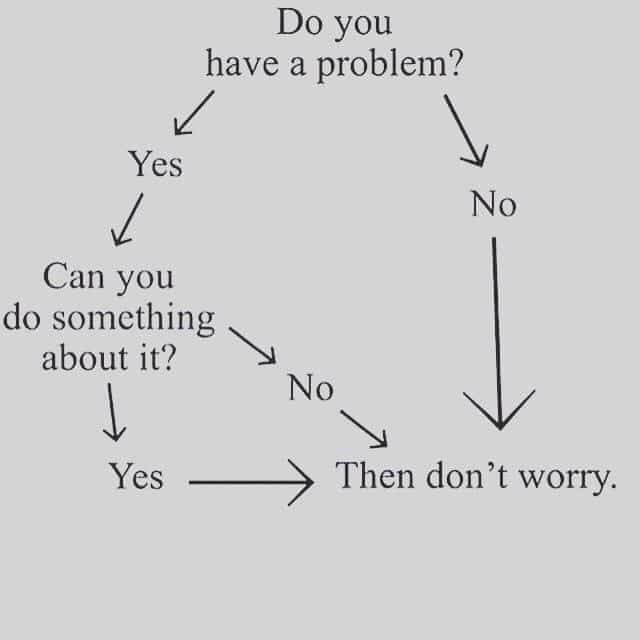 Do you
have a problem?
Yes
No
Can you
do something
about it?
No
Yes
Then don’t worry.